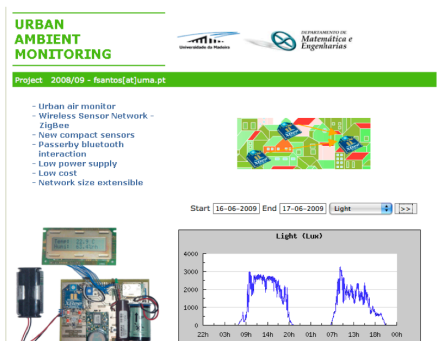 URBAN
AMBIENT
MONITORING
Universidade da Madeira
DEPARTAMENTO DE
Matemática e
Engenharias
Project 2008/09 - fsantos[at]uma.pt
- Urban air monitor
- Wireless Sensor Network -
ZigBee
- New compact sensors
- Passerby bluetooth
interaction
- Low power supply
- Low cost
- Network size extensible
Start 16-06-2009 End 17-06-2009 Light >>
Light (Lux)
4000
3000
2000
1000
0
22h 03h 09h 14h 20h 01h 07h 13h 18h 00h